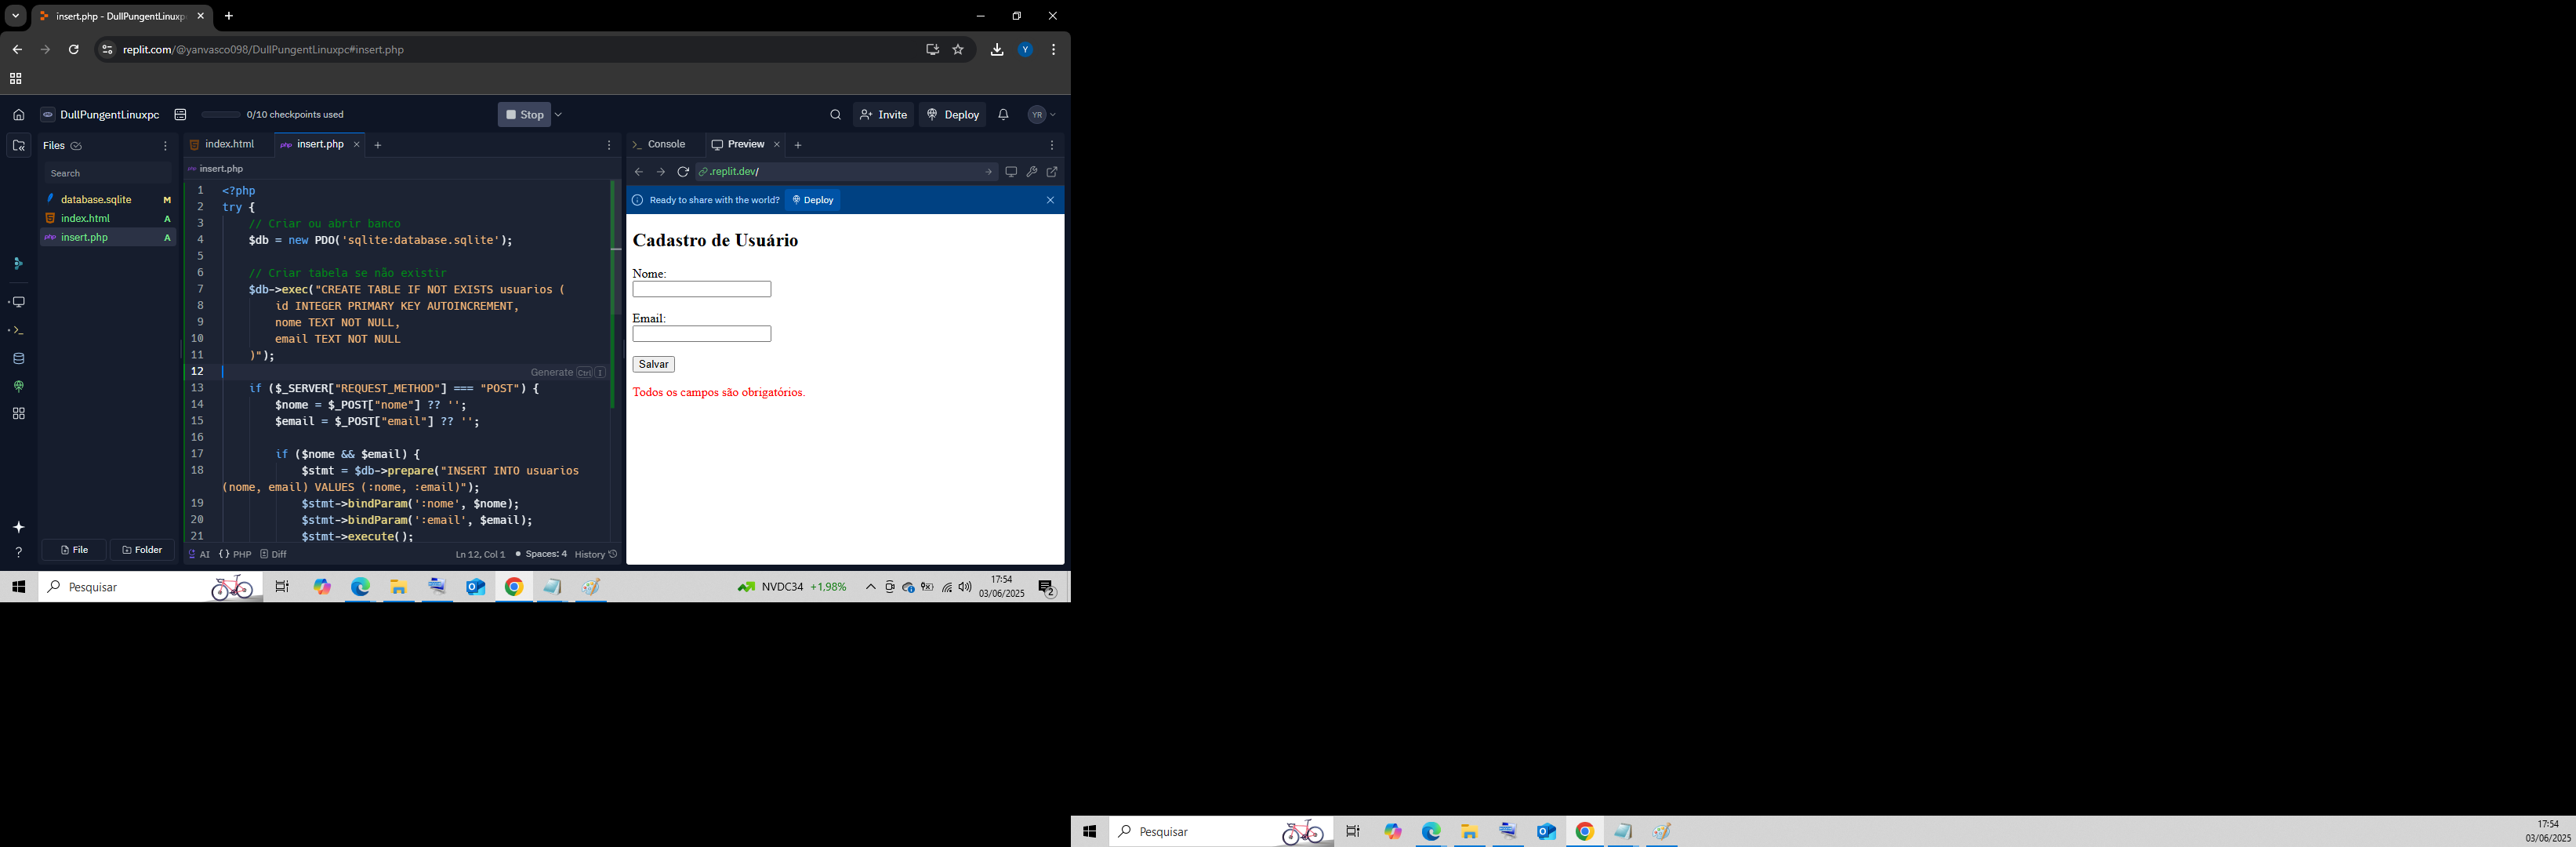 insert.php - DullPungentLinuxp
replit.com/@yanvasco098/DullPungentLinuxpc#insert.php
Y
DullPungentLinuxpc
0/10 checkpoints used
Stop
Invite
Deploy
YR
Files
Search
database.sqlite M
index.html A
php insert.php A
File
Folder
index.html
php insert.php
php insert.php
1 <?php
2 try {
3 // Criar ou abrir banco
4 $db = new PDO('sqlite:database.sqlite');
5
6 // Criar tabela se não existir
7 $db->exec("CREATE TABLE IF NOT EXISTS usuarios (
8 id INTEGER PRIMARY KEY AUTOINCREMENT,
9 nome TEXT NOT NULL,
10 email TEXT NOT NULL
11 )");
12 Generate Ctrl I
13 if ($_SERVER["REQUEST_METHOD"] === "POST") {
14 $nome = $_POST["nome"] ?? '';
15 $email = $_POST["email"] ?? '';
16
17 if ($nome && $email) {
18 $stmt = $db->prepare("INSERT INTO usuarios
(nome, email) VALUES (:nome, :email)");
19 $stmt->bindParam(':nome', $nome);
20 $stmt->bindParam(':email', $email);
21 $stmt->execute();
AI {} PHP Diff
Ln 12, Col 1 Spaces: 4 History
Console
Preview
.replit.dev/
Ready to share with the world? Deploy
Cadastro de Usuário
Nome:
Email:
Salvar
Todos os campos são obrigatórios.
Pesquisar
NVDC34 +1,98%
17:54
03/06/2025
2
Pesquisar
17:54
03/06/2025